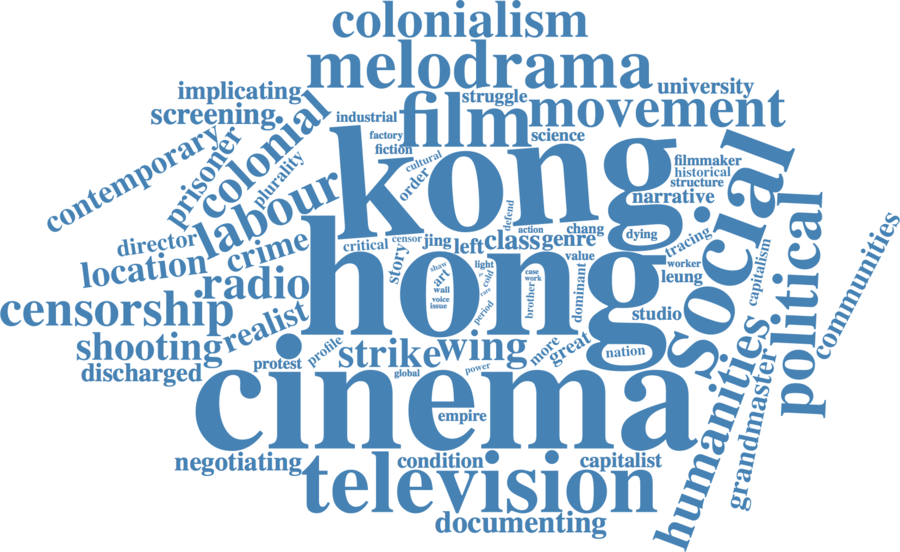 colonialism
melodrama
implicating
screening
struggle
university
film
movement
industrial
science
factory
fiction
contemporary
prisoner
colonial
plurality
cultural
order
kong
filmmaker
historical
structure
narrative
social
labour
director
crime
location
critical
censor
jing
left
class
genre
defend
action
chang
dying
tracing
capitalism
political
communities
radio
hong
story
shaw
art
wall
voice
issue
light
cold
period
case
work
brother
dominant
value
worker
leung
studio
censorship
realist
shooting
discharged
protest
profile
strike
wing
more
great
nation
global
power
cinema
empire
humanities
grandmaster
negotiating
condition
capitalist
television
documenting